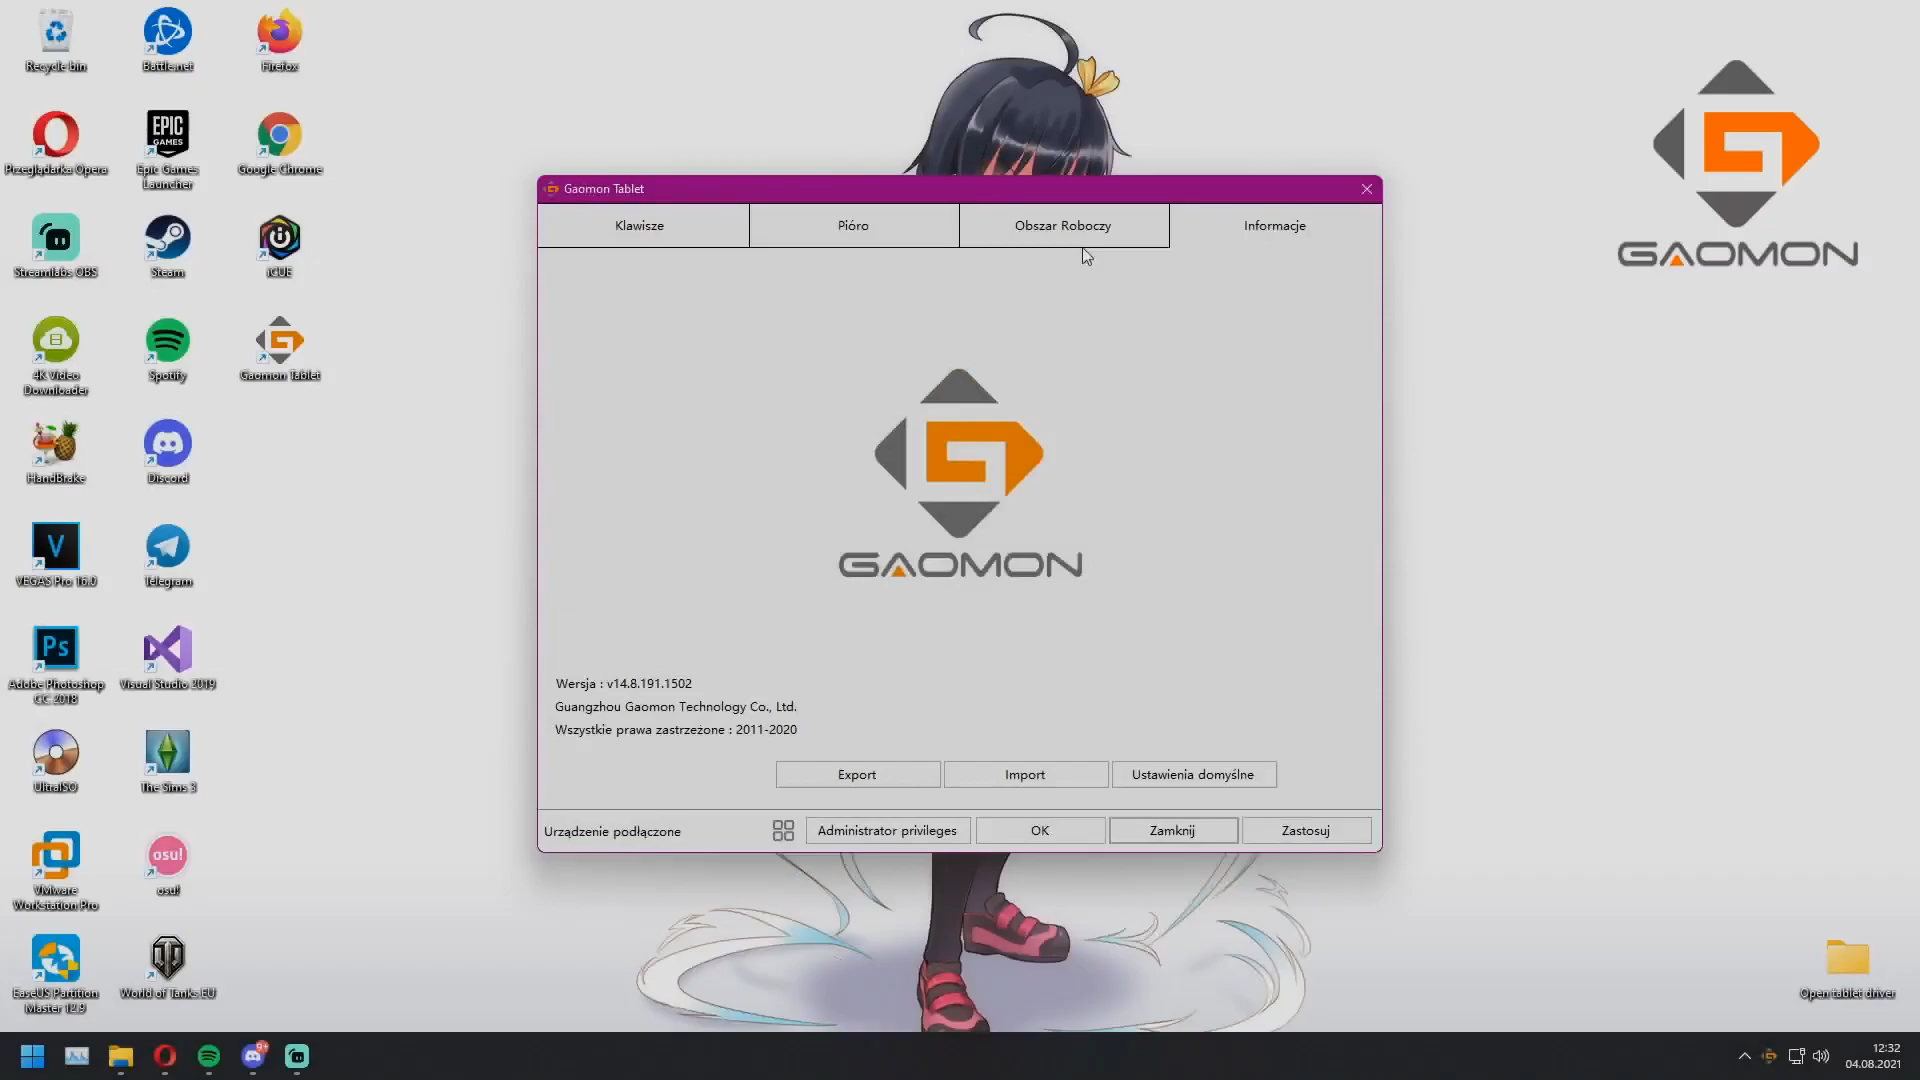 Recycle bin
Battle.net
Firefox
Przeglądarka Opera
EPIC
GAMES
Epic Games
Launcher
Google Chrome
Streamlabs OBS
Steam
iCUE
4K Video
Downloader
Spotify
Gaomon Tablet
HandBrake
Discord
V
VEGAS Pro 16.0
Telegram
Ps
Adobe Photoshop
CC 2018
Visual Studio 2019
UltraISO
The Sims 3
VMware
Workstation Pro
osu!
osu!
EaseUS Partition
Master 12.9
World of Tanks EU
GAOMON
Gaomon Tablet
Klawisze
Pióro
Obszar Roboczy
Informacje
GAOMON
Wersja : v14.8.191.1502
Guangzhou Gaomon Technology Co., Ltd.
Wszystkie prawa zastrzeżone : 2011-2020
Export
Import
Ustawienia domyślne
Urządzenie podłączone
Administrator privileges
OK
Zamknij
Zastosuj
Open tablet driver
9+
12:32
04.08.2021